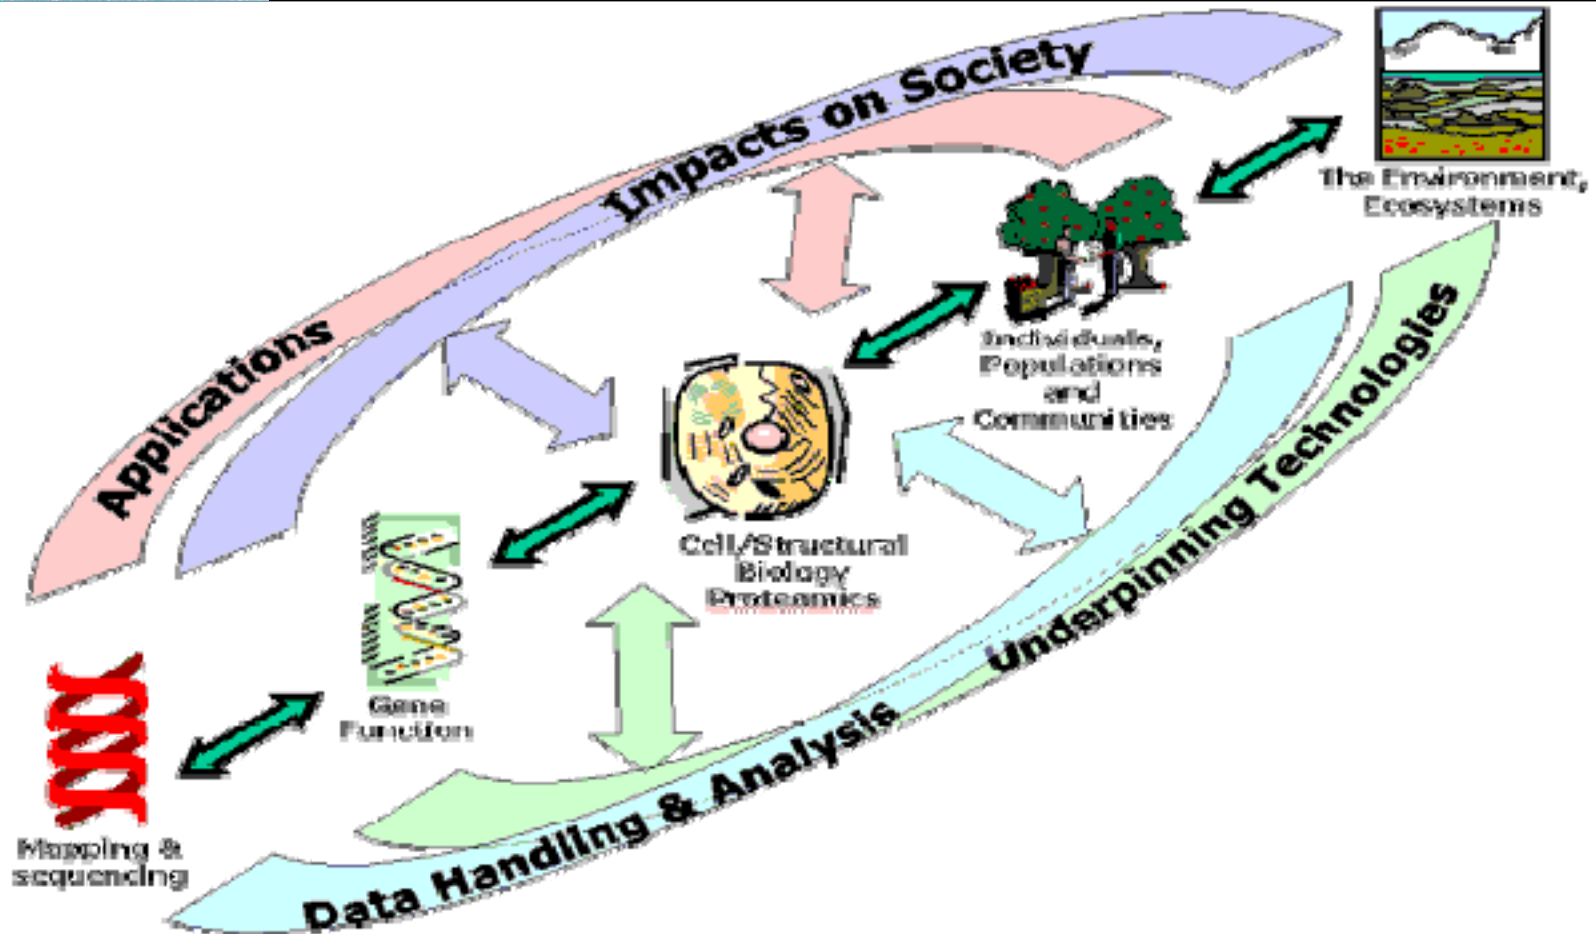 Impacts on Society
Applications
The Environment,
Ecosystems
Individuals,
Populations
and
Communities
Cell/Structural
Biology
Proteomics
Gene
Function
Mapping &
sequencing
Underpinning Technologies
Data Handling & Analysis